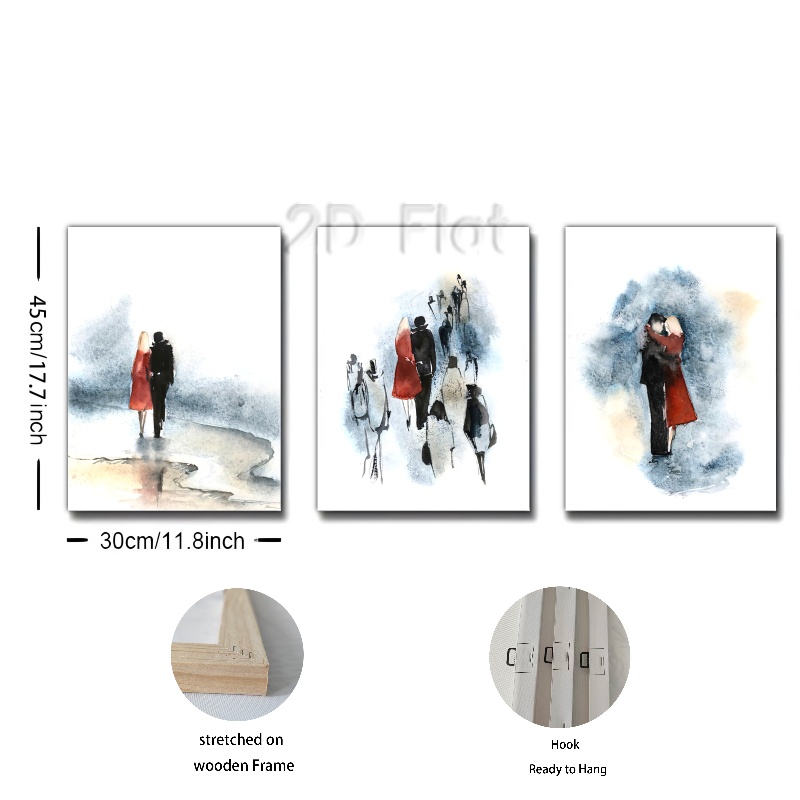 2D Flat
45cm/17.7inch
30cm/11.8inch
stretched on
wooden Frame
Hook
Ready to Hang